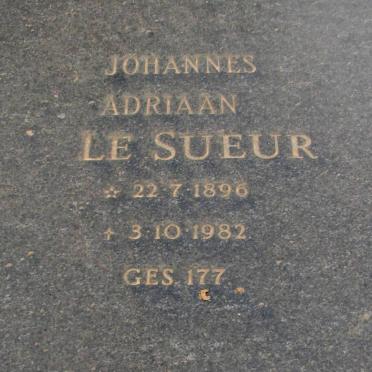 JOHANNES
ADRIAAN
LE SUEUR
☆ 22·7·1896
† 3·10·1982
GES. 177